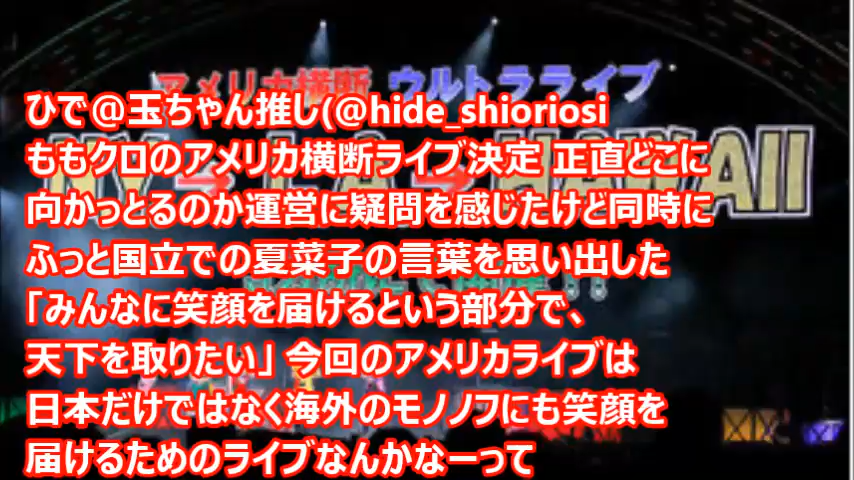 アメリカ横断 ウルトラライブ
ひで@玉ちゃん推し(@hide_shioriosi
ももクロのアメリカ横断ライブ決定 正直どこに
向かっとるのか運営に疑問を感じたけど同時に
ふっと国立での夏菜子の言葉を思い出した
「みんなに笑顔を届けるという部分で、
天下を取りたい」 今回のアメリカライブは
日本だけではなく海外のモノノフにも笑顔を
届けるためのライブなんかなーって